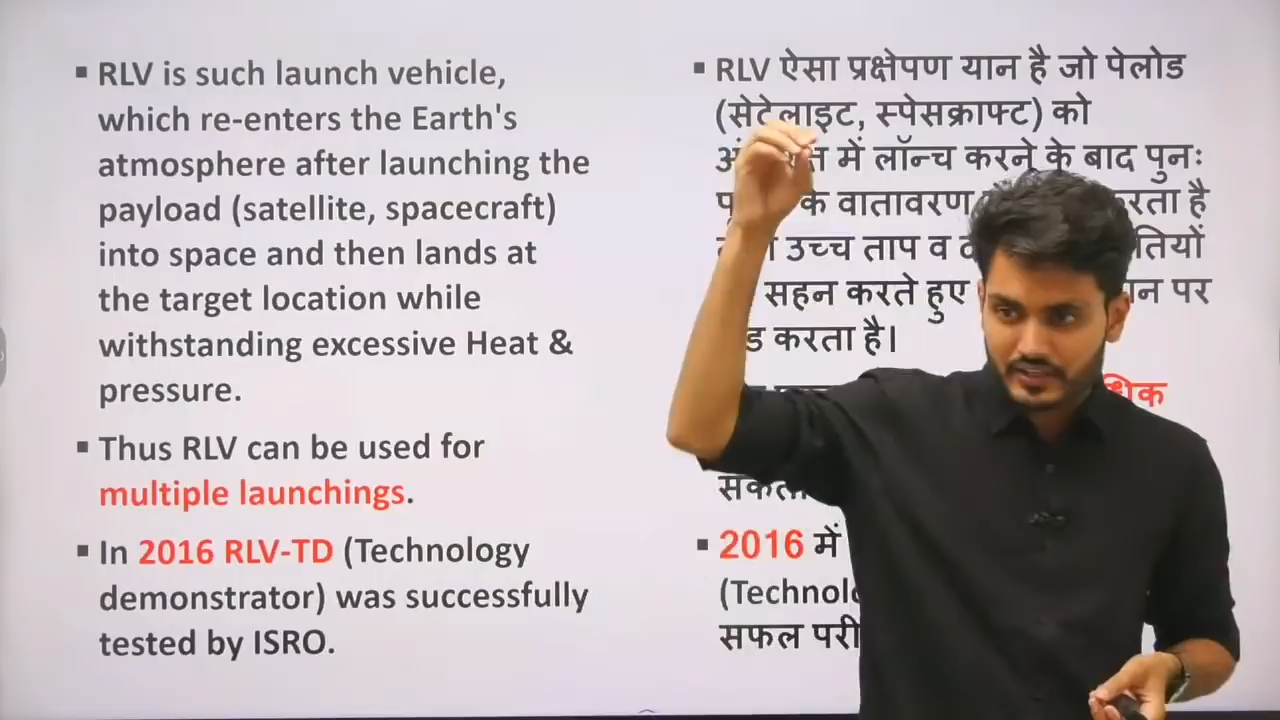 ▪ RLV is such launch vehicle,
which re-enters the Earth's
atmosphere after launching the
payload (satellite, spacecraft)
into space and then lands at
the target location while
withstanding excessive Heat &
pressure.
▪ Thus RLV can be used for
multiple launchings.
▪ In 2016 RLV-TD (Technology
demonstrator) was successfully
tested by ISRO.
▪ RLV ऐसा प्रक्षेपण यान है जो पेलोड
(सेटेलाइट, स्पेसक्राफ्ट) को
में लॉन्च करने के बाद पुनः
के वातावरण
उच्च ताप व
सहन करते हुए पर
करता है।
▪ 2016 में
सफल